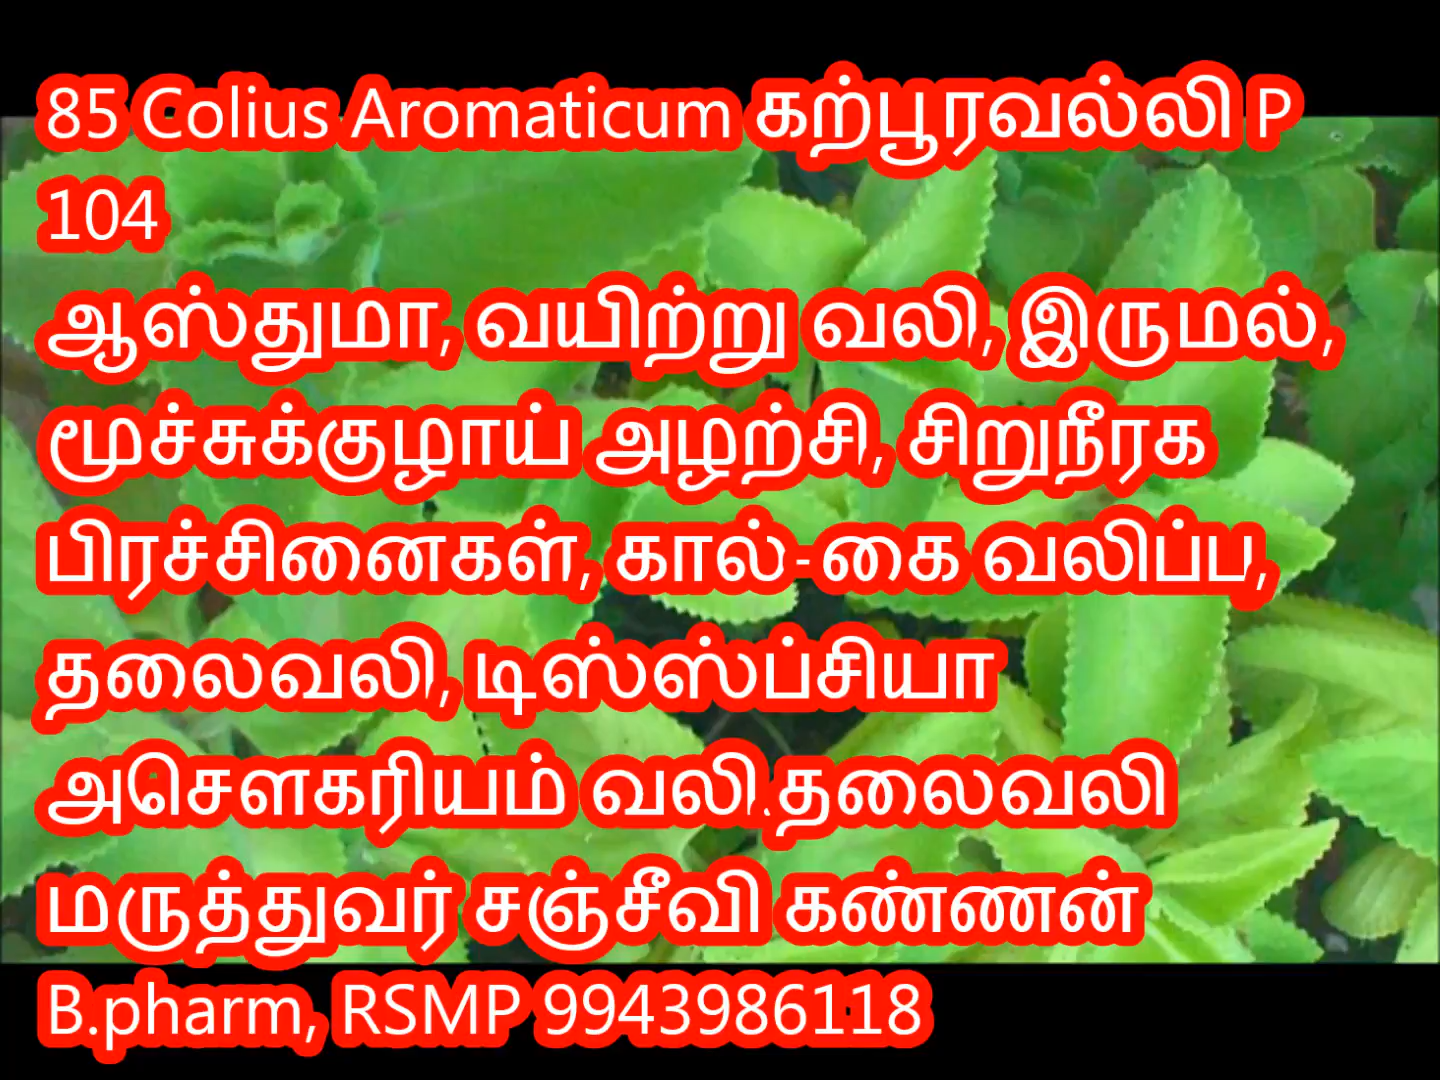 85 Colius Aromaticum கற்பூரவல்லி P
104
ஆஸ்துமா, வயிற்று வலி, இருமல்,
மூச்சுக்குழாய் அழற்சி, சிறுநீரக
பிரச்சினைகள், கால்-கை வலிப்ப,
தலைவலி, டிஸ்ஸ்ப்சியா
அசௌகரியம் வலி.தலைவலி
மருத்துவர் சஞ்சீவி கண்ணன்
B.pharm, RSMP 9943986118